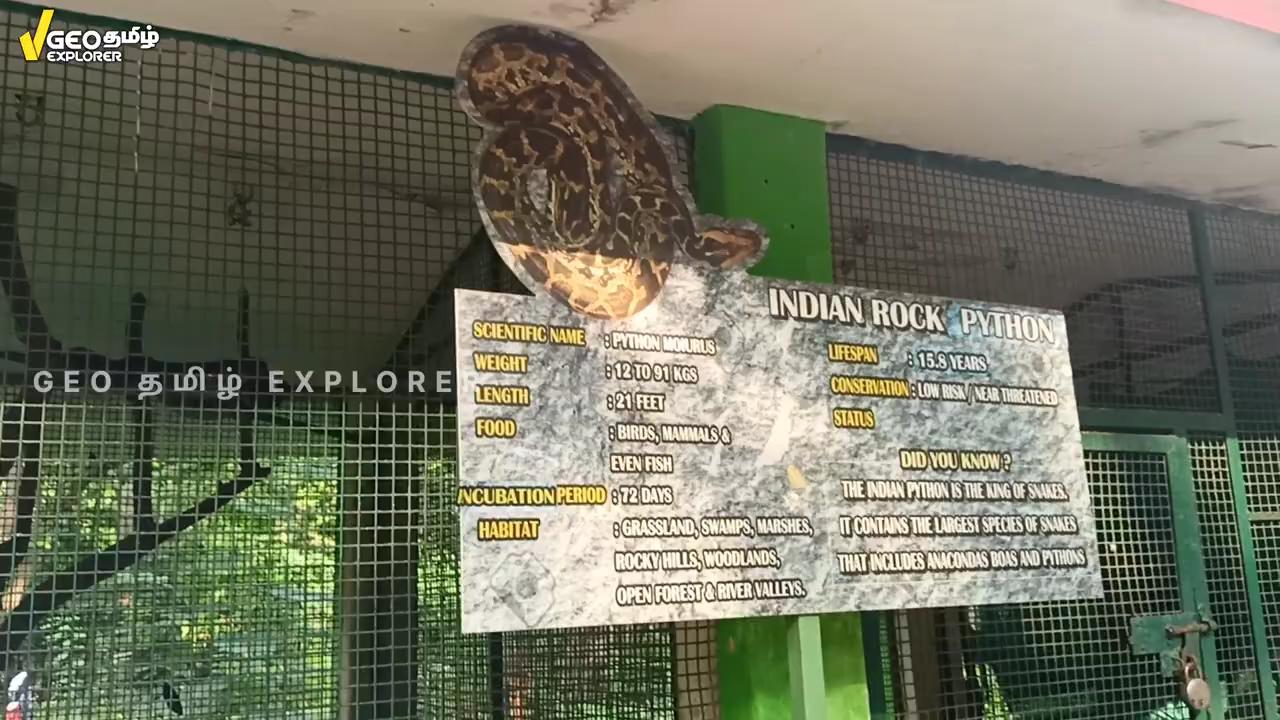 GEO தமிழ்
EXPLORER
GEO தமிழ் EXPLORER
INDIAN ROCK PYTHON
SCIENTIFIC NAME : PYTHON MOIURUS
WEIGHT : 12 TO 91 KGS
LENGTH : 21 FEET
FOOD : BIRDS, MAMMALS &
EVEN FISH
INCUBATION PERIOD : 72 DAYS
HABITAT : GRASSLAND, SWAMPS, MARSHES,
ROCKY HILLS, WOODLANDS,
OPEN FOREST & RIVER VALLEYS.
LIFESPAN : 15.8 YEARS
CONSERVATION : LOW RISK / NEAR THREATENED
STATUS
DID YOU KNOW ?
THE INDIAN PYTHON IS THE KING OF SNAKES.
IT CONTAINS THE LARGEST SPECIES OF SNAKES
THAT INCLUDES ANACONDAS BOAS AND PYTHONS